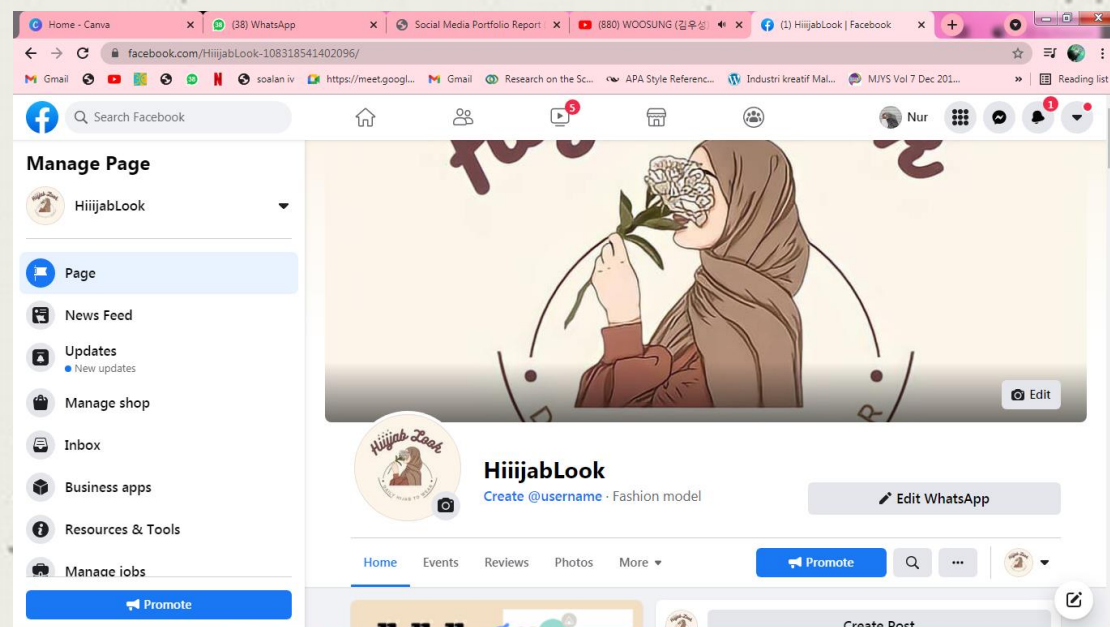 Home - Canva
(38) WhatsApp
Social Media Portfolio Report
(880) WOOSUNG (김우성)
(1) HiiijabLook | Facebook
facebook.com/HiiijabLook-108318541402096/
Gmail
soalan iv
https://meet.googl...
Gmail
Research on the Sc...
APA Style Referenc...
Industri kreatif Mal...
MJYS Vol 7 Dec 201...
»
Reading list
Search Facebook
5
Nur
1
Manage Page
HiiijabLook
Page
News Feed
Updates
New updates
Manage shop
Inbox
Business apps
Resources & Tools
Manage jobs
Promote
Edit
Hiiijab Look
HiiijabLook
Create @username · Fashion model
Edit WhatsApp
Home
Events
Reviews
Photos
More
Promote
Create Post